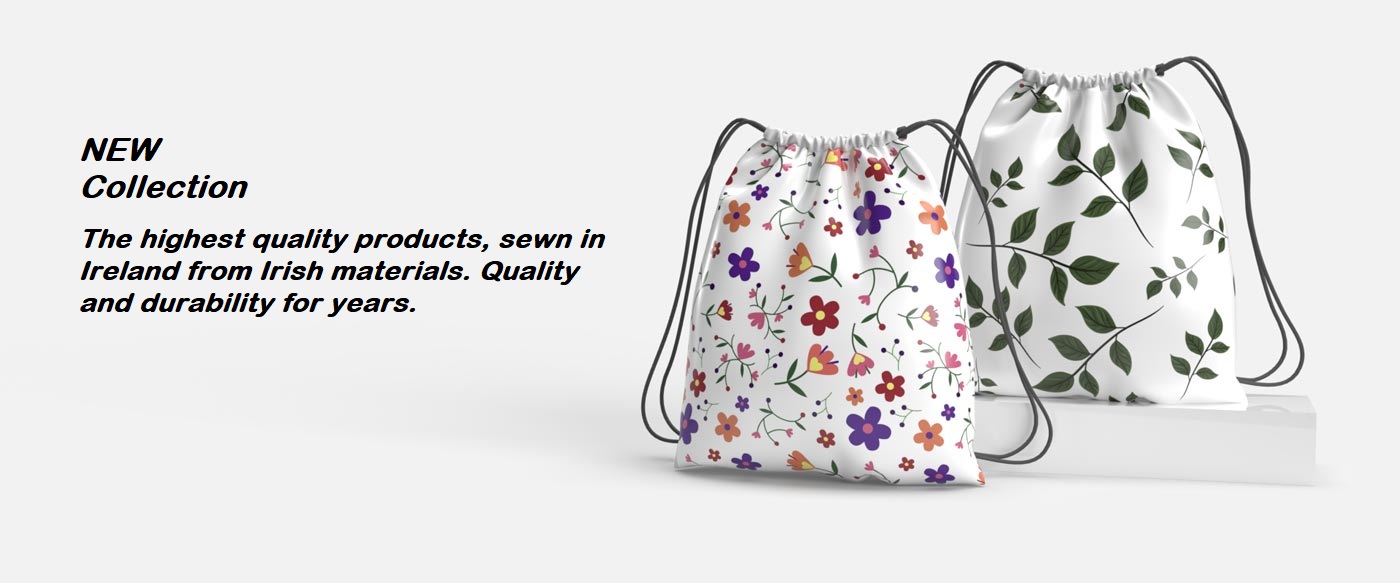 NEW
Collection
The highest quality products, sewn in
Ireland from Irish materials. Quality
and durability for years.